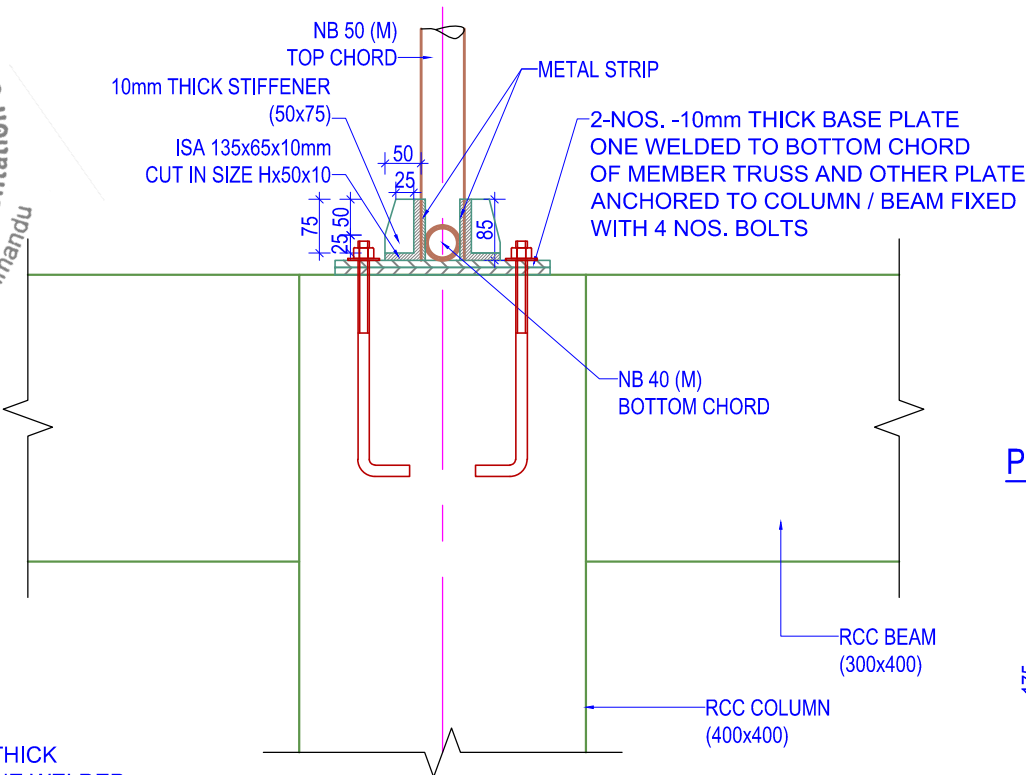 NB 50 (M)
TOP CHORD
METAL STRIP
10mm THICK STIFFENER
(50x75)
2-NOS. -10mm THICK BASE PLATE
ONE WELDED TO BOTTOM CHORD
OF MEMBER TRUSS AND OTHER PLATE
ANCHORED TO COLUMN / BEAM FIXED
WITH 4 NOS. BOLTS
ISA 135x65x10mm
CUT IN SIZE Hx50x10
50
25
75
50
25
85
NB 40 (M)
BOTTOM CHORD
P
RCC BEAM
(300x400)
RCC COLUMN
(400x400)
THICK